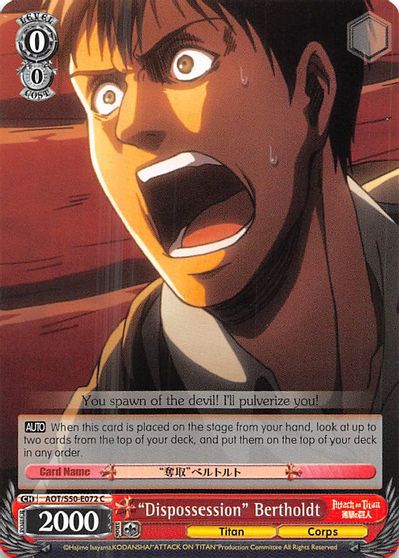 LEVEL
0
0
COST
You spawn of the devil! I'll pulverize you!
AUTO When this card is placed on the stage from your hand, look at up
to two cards from the top of your deck, and put them on the top of your
deck in any order.
Card Name
“奪取”ベルトルト
CH AOT/S50-E072 C
“Dispossession” Bertholdt
Attack on Titan
進撃の巨人
POWER
2000
SOUL
Titan
Corps
©Hajime Isayama,KODANSHA/"ATTACK ON TITAN"Production Committee All Rights Reserved